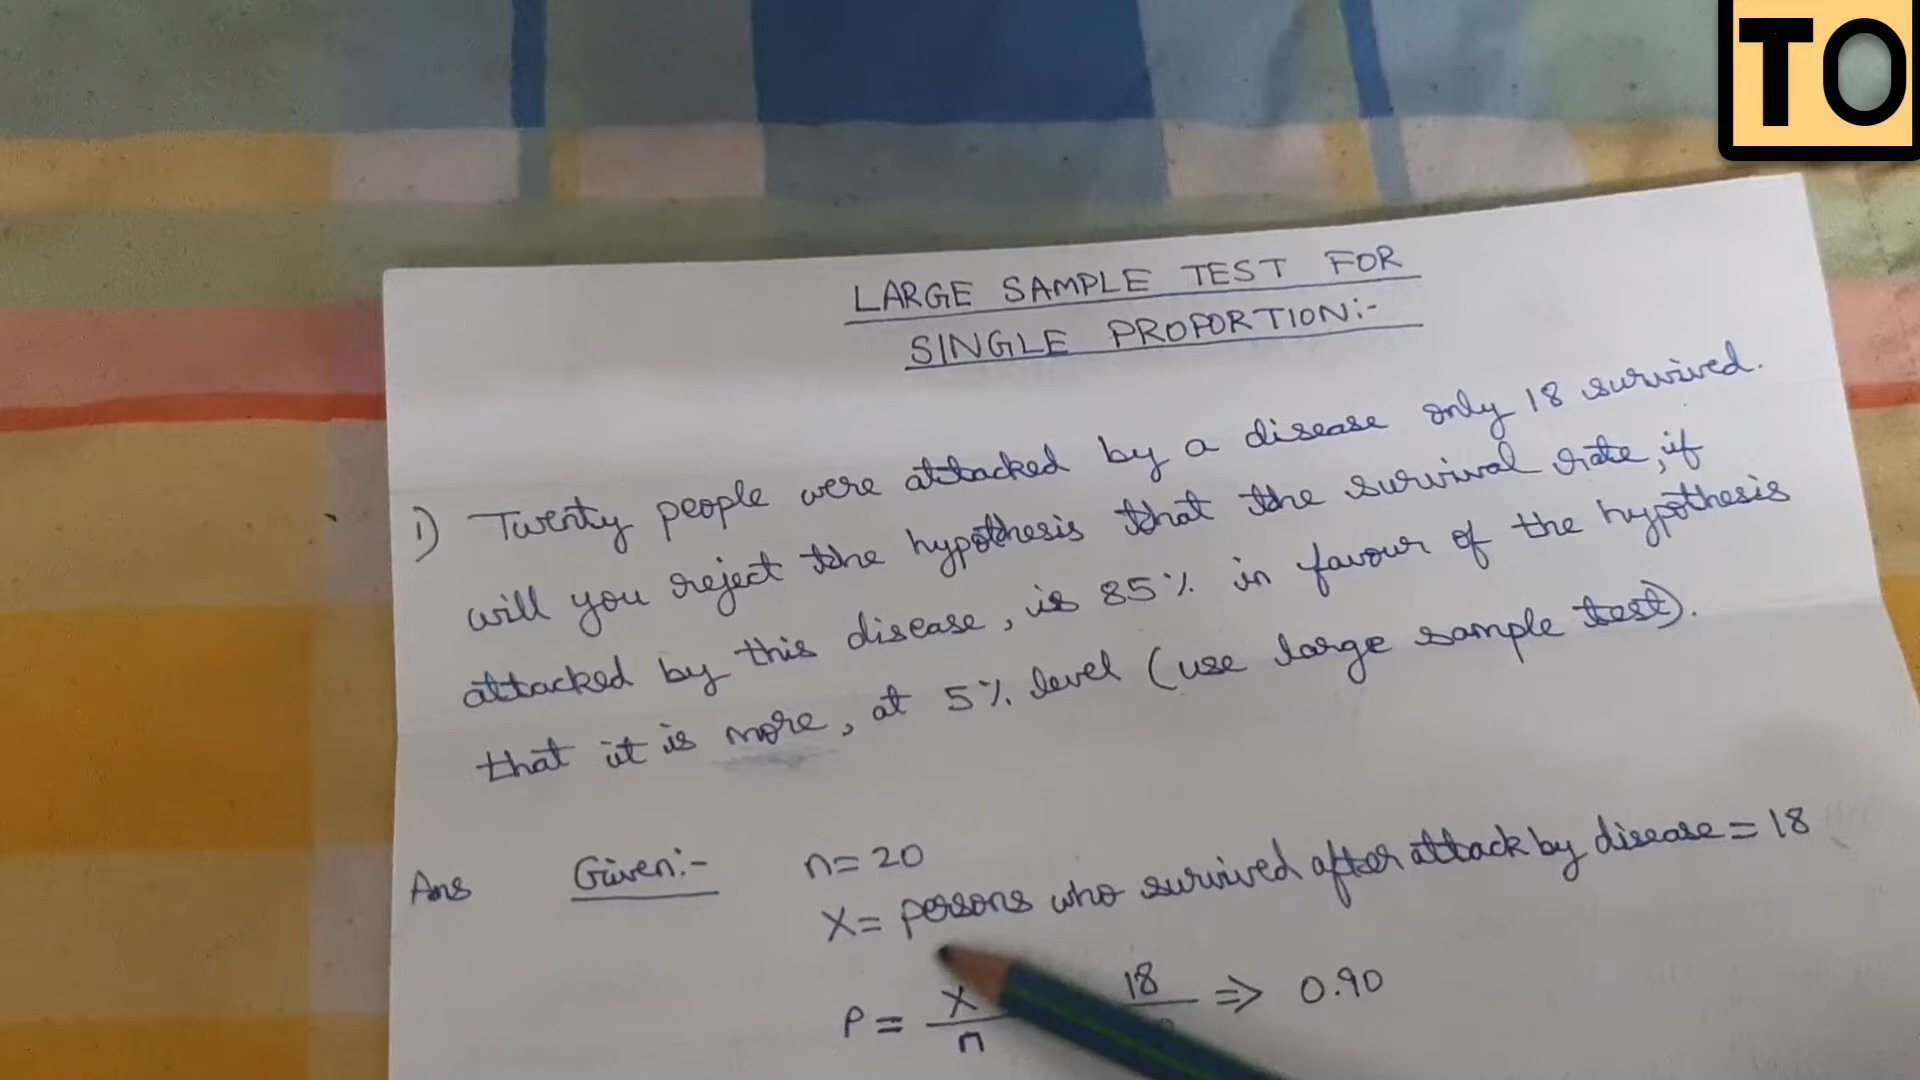 TO
LARGE SAMPLE TEST FOR
SINGLE PROPORTION:-
1) Twenty people were attacked by a disease only 18 survived.
will you reject the hypothesis that the survival rate, if
attacked by this disease, is 85% in favour of the hypothesis
that it is more, at 5% level (use large sample test).
Ans Given:- n=20
X= persons who survived after attack by disease = 18
P = X/n 18 ⇒ 0.90